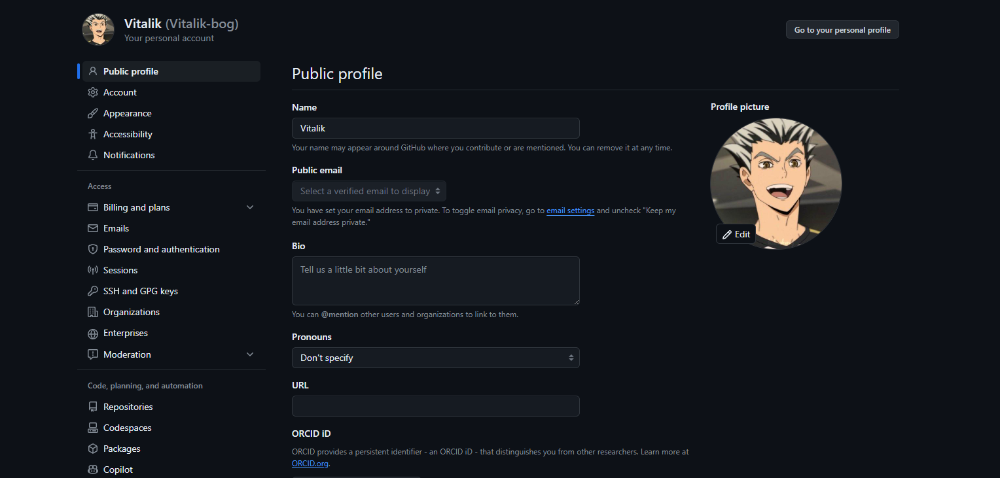 Vitalik (Vitalik-bog)
Your personal account
Go to your personal profile
Public profile
Account
Appearance
Accessibility
Notifications
Access
Billing and plans
Emails
Password and authentication
Sessions
SSH and GPG keys
Organizations
Enterprises
Moderation
Code, planning, and automation
Repositories
Codespaces
Packages
Copilot
Public profile
Name
Vitalik
Your name may appear around GitHub where you contribute or are mentioned. You can remove it at any time.
Public email
Select a verified email to display
You have set your email address to private. To toggle email privacy, go to email settings and uncheck "Keep my
email address private."
Bio
Tell us a little bit about yourself
You can @mention other users and organizations to link to them.
Pronouns
Don't specify
URL
ORCID iD
ORCID provides a persistent identifier - an ORCID iD - that distinguishes you from other researchers. Learn more at
ORCID.org.
Profile picture
Edit